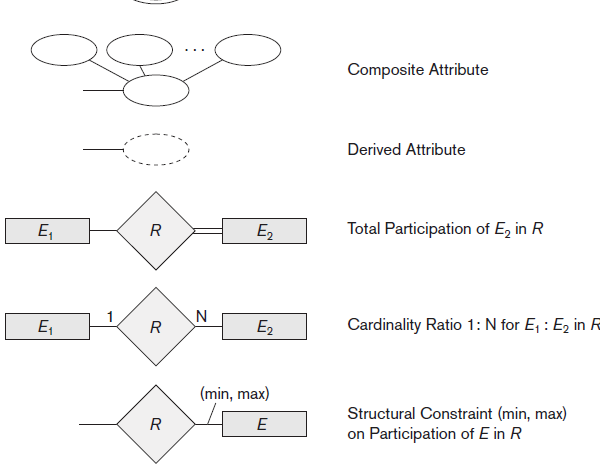 ...
Composite Attribute
Derived Attribute
E₁ R E₂ Total Participation of E₂ in R
E₁ 1 R N E₂ Cardinality Ratio 1: N for E₁ : E₂ in R
(min, max)
R E Structural Constraint (min, max)
on Participation of E in R